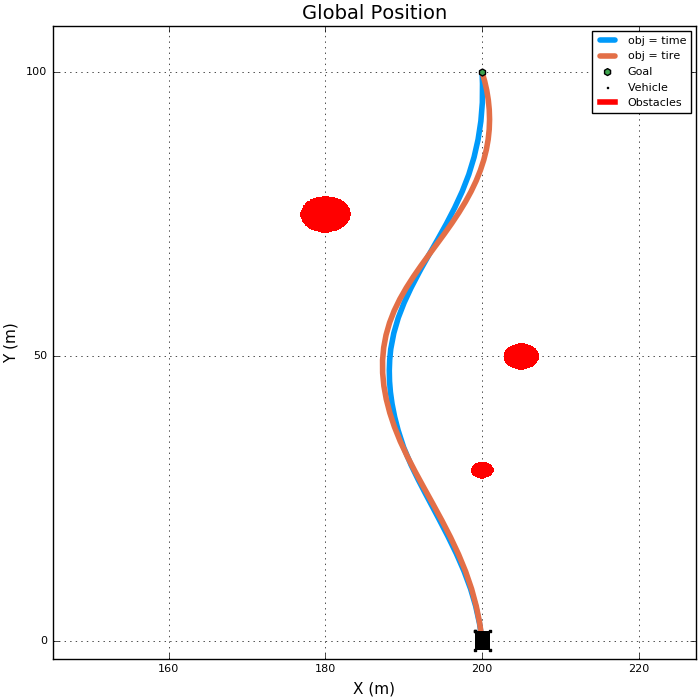 Global Position
obj = time
obj = tire
Goal
Vehicle
Obstacles
100
50
0
Y (m)
160
180
200
220
X (m)